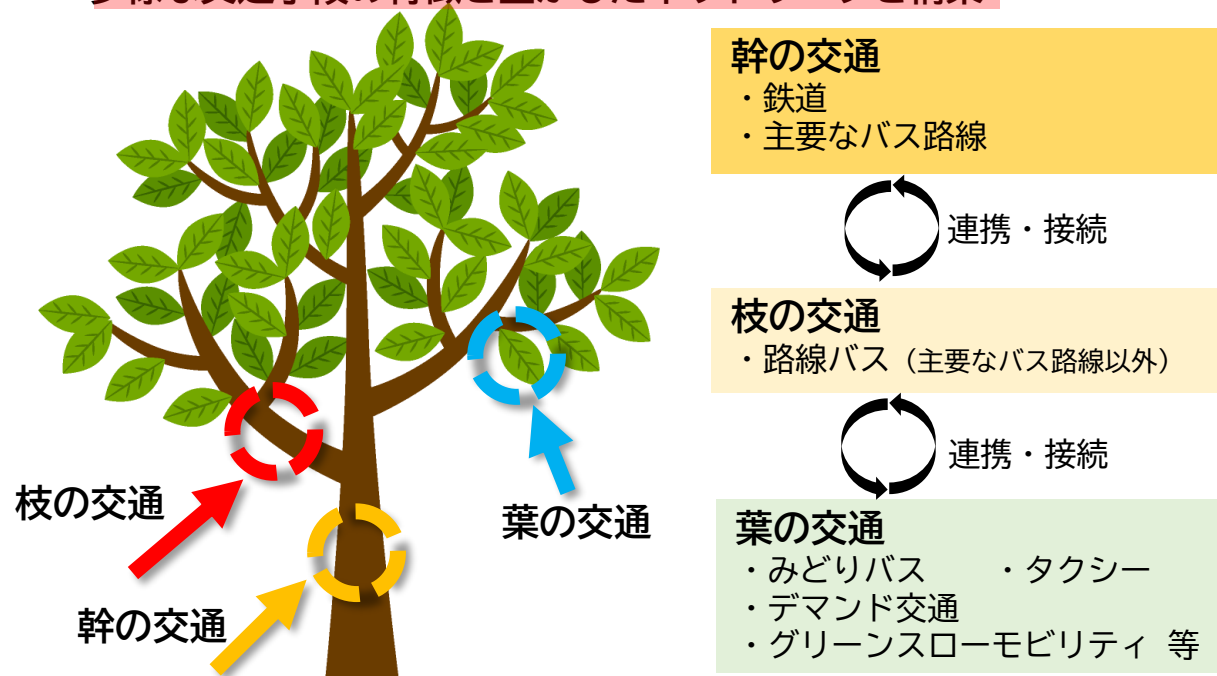 幹の交通
・鉄道
・主要なバス路線
連携・接続
枝の交通
・路線バス（主要なバス路線以外）
連携・接続
葉の交通
・みどりバス　　・タクシー
・デマンド交通
・グリーンスローモビリティ 等
枝の交通
葉の交通
幹の交通